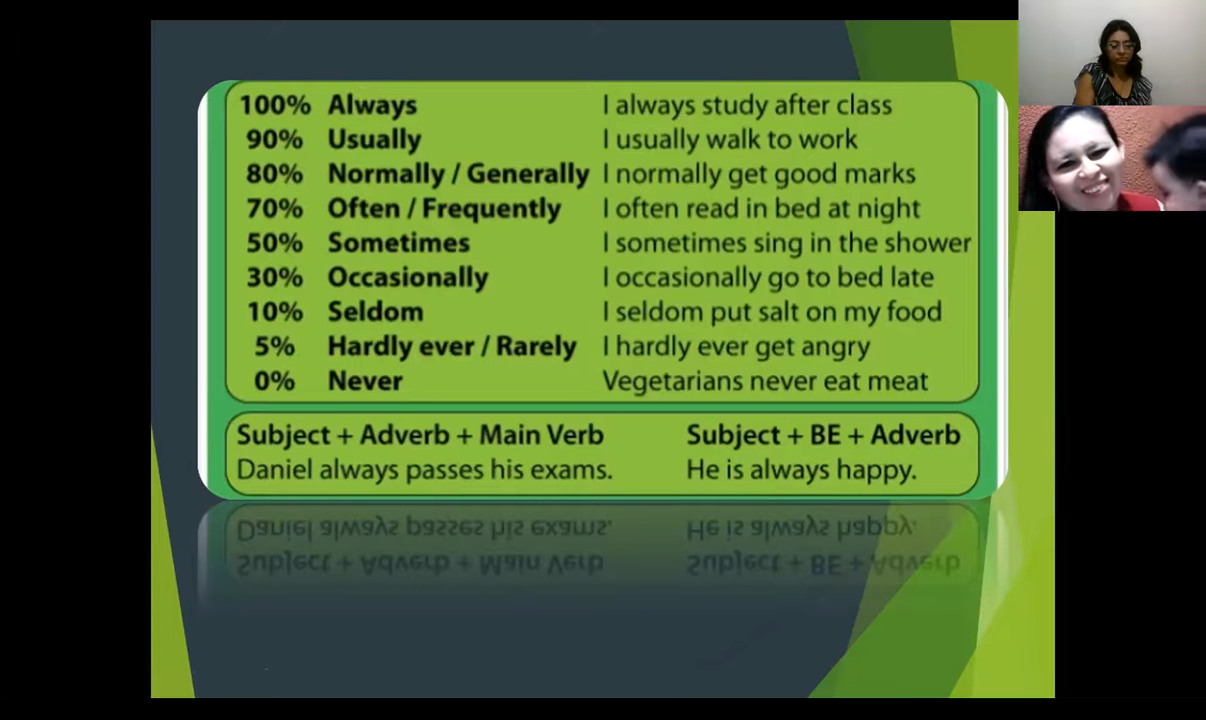 100% Always I always study after class
90% Usually I usually walk to work
80% Normally / Generally I normally get good marks
70% Often / Frequently I often read in bed at night
50% Sometimes I sometimes sing in the shower
30% Occasionally I occasionally go to bed late
10% Seldom I seldom put salt on my food
5% Hardly ever / Rarely I hardly ever get angry
0% Never Vegetarians never eat meat
Subject + Adverb + Main Verb Subject + BE + Adverb
Daniel always passes his exams. He is always happy.